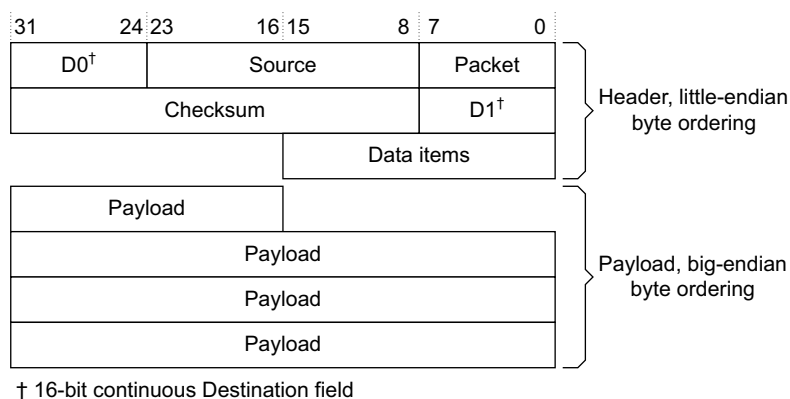 31 24 23 16 15 8 7 0
D0† Source Packet
Checksum D1†
Data items
Header, little-endian
byte ordering
Payload
Payload
Payload
Payload
Payload, big-endian
byte ordering
† 16-bit continuous Destination field